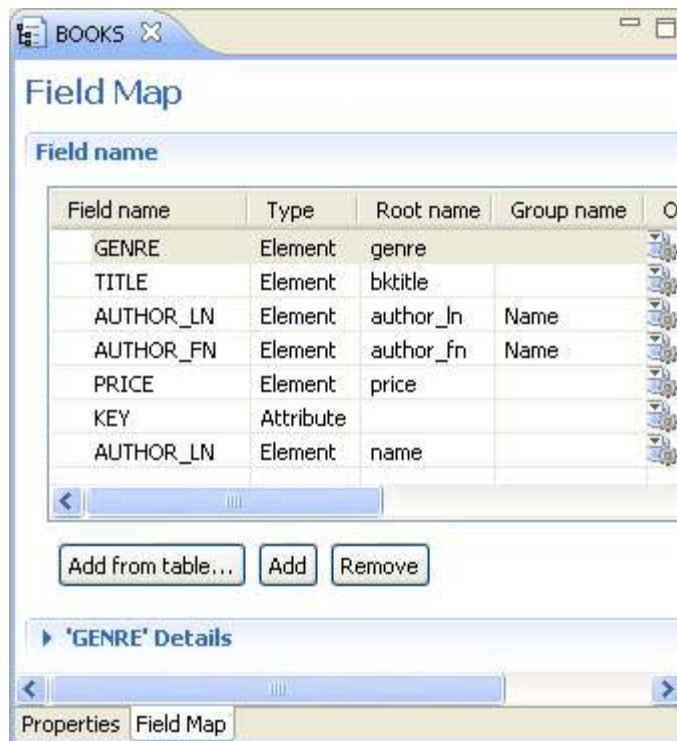 BOOKS
Field Map
Field name
Field name Type Root name Group name O
GENRE Element genre
TITLE Element bktitle
AUTHOR_LN Element author_ln Name
AUTHOR_FN Element author_fn Name
PRICE Element price
KEY Attribute
AUTHOR_LN Element name
Add from table... Add Remove
'GENRE' Details
Properties Field Map